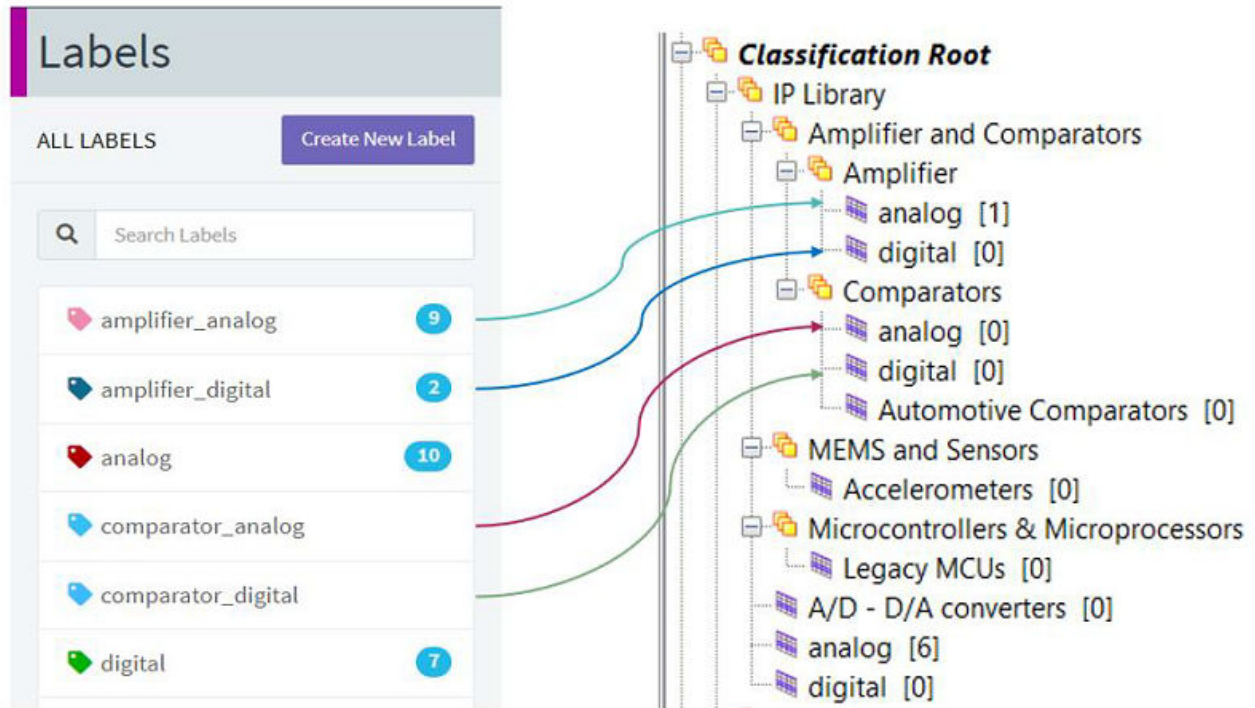 Labels
ALL LABELS
Create New Label
Search Labels
amplifier_analog 9
amplifier_digital 2
analog 10
comparator_analog
comparator_digital
digital 7
Classification Root
IP Library
Amplifier and Comparators
Amplifier
analog [1]
digital [0]
Comparators
analog [0]
digital [0]
Automotive Comparators [0]
MEMS and Sensors
Accelerometers [0]
Microcontrollers & Microprocessors
Legacy MCUs [0]
A/D - D/A converters [0]
analog [6]
digital [0]